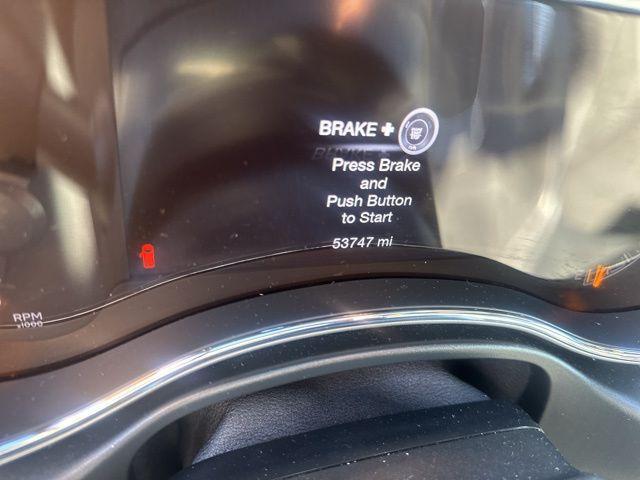 BRAKE +
Press Brake
and
Push Button
to Start
53747 mi
RPM
x1000